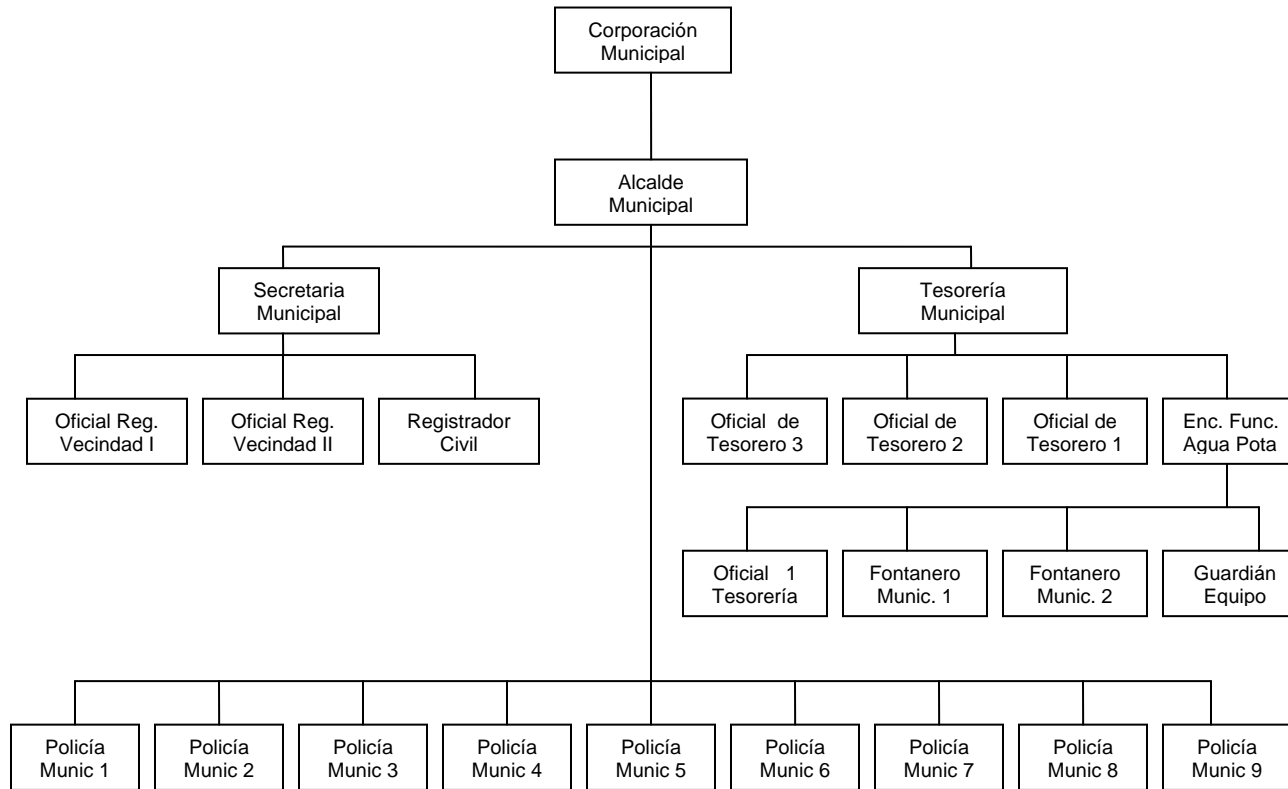 Corporación
Municipal
Alcalde
Municipal
Secretaria
Municipal
Tesorería
Municipal
Oficial Reg.
Vecindad I
Oficial Reg.
Vecindad II
Registrador
Civil
Oficial de
Tesorero 3
Oficial de
Tesorero 2
Oficial de
Tesorero 1
Enc. Func.
Agua Pota
Oficial 1
Tesorería
Fontanero
Munic. 1
Fontanero
Munic. 2
Guardián
Equipo
Policía
Munic 1
Policía
Munic 2
Policía
Munic 3
Policía
Munic 4
Policía
Munic 5
Policía
Munic 6
Policía
Munic 7
Policía
Munic 8
Policía
Munic 9